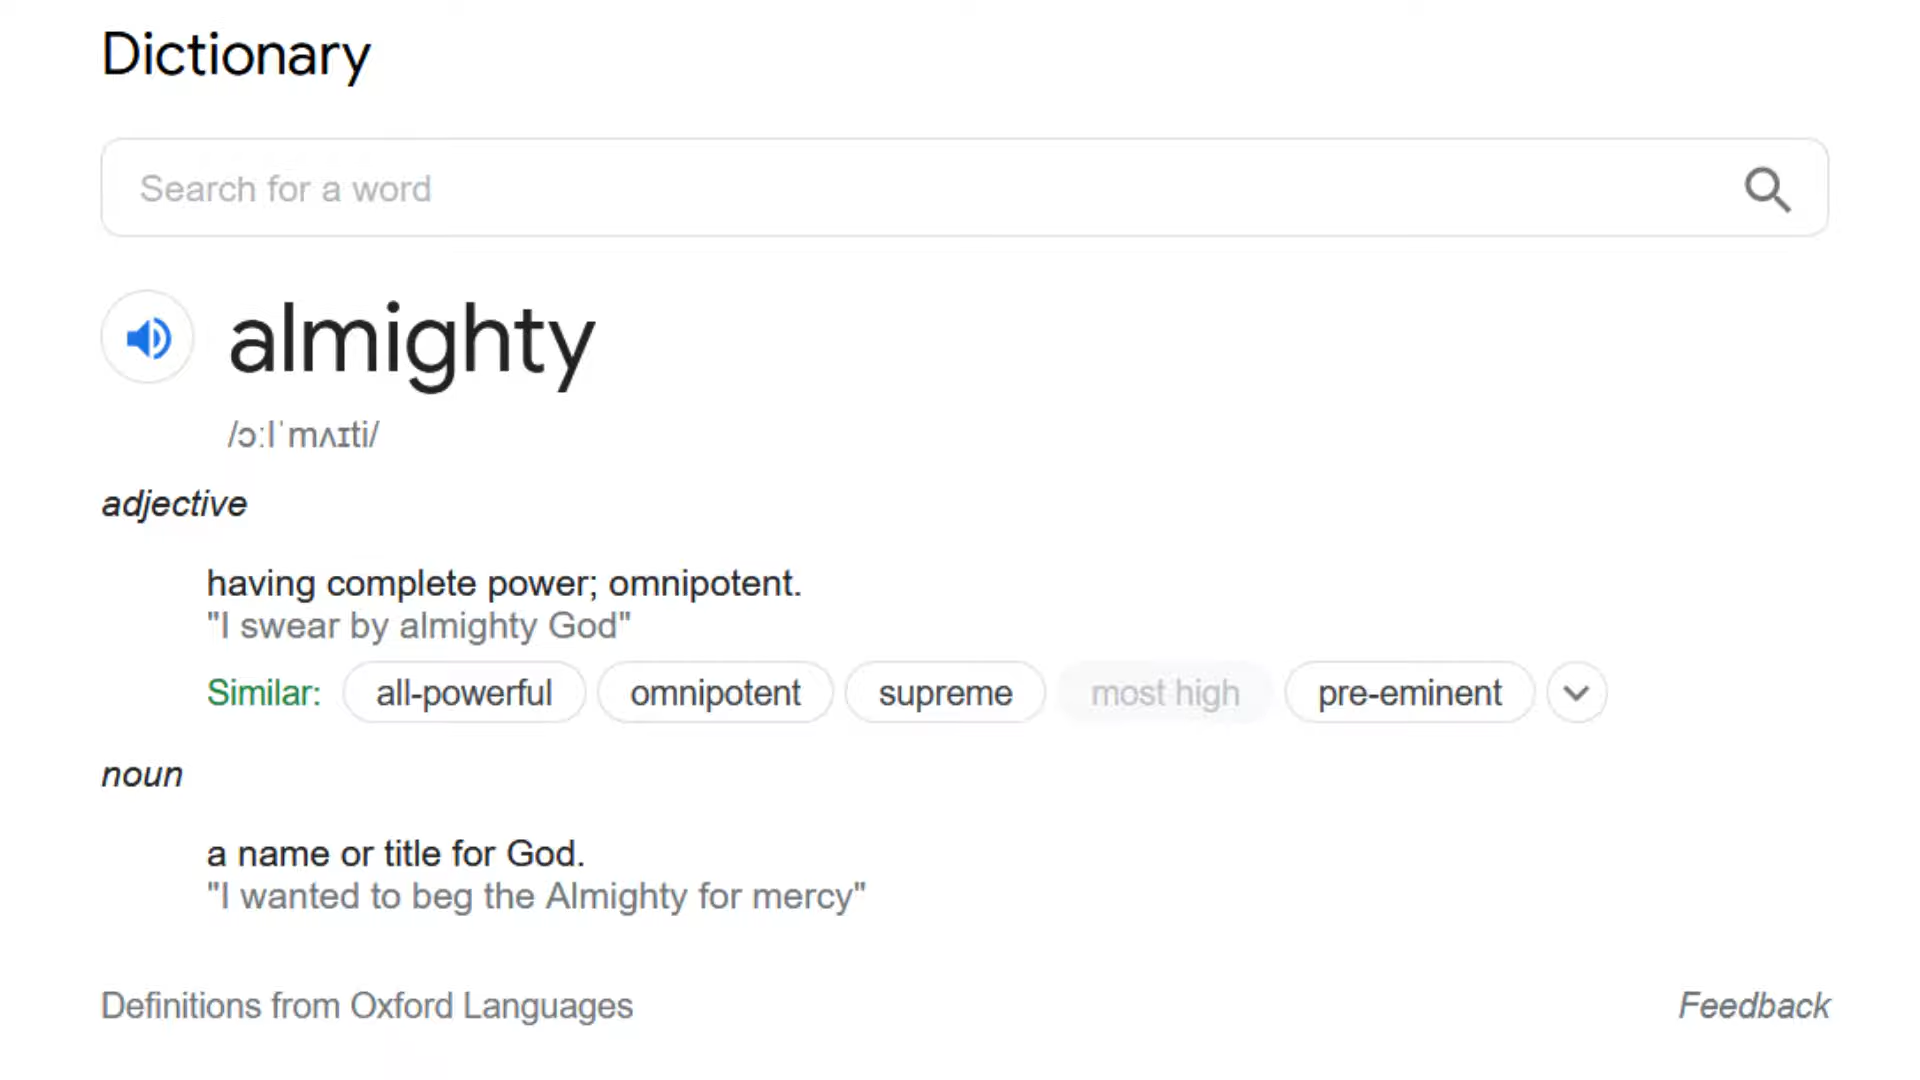 Dictionary
Search for a word
almighty
/ɔːlˈmʌɪti/
adjective
having complete power; omnipotent.
"I swear by almighty God"
Similar: all-powerful omnipotent supreme most high pre-eminent
noun
a name or title for God.
"I wanted to beg the Almighty for mercy"
Definitions from Oxford Languages Feedback